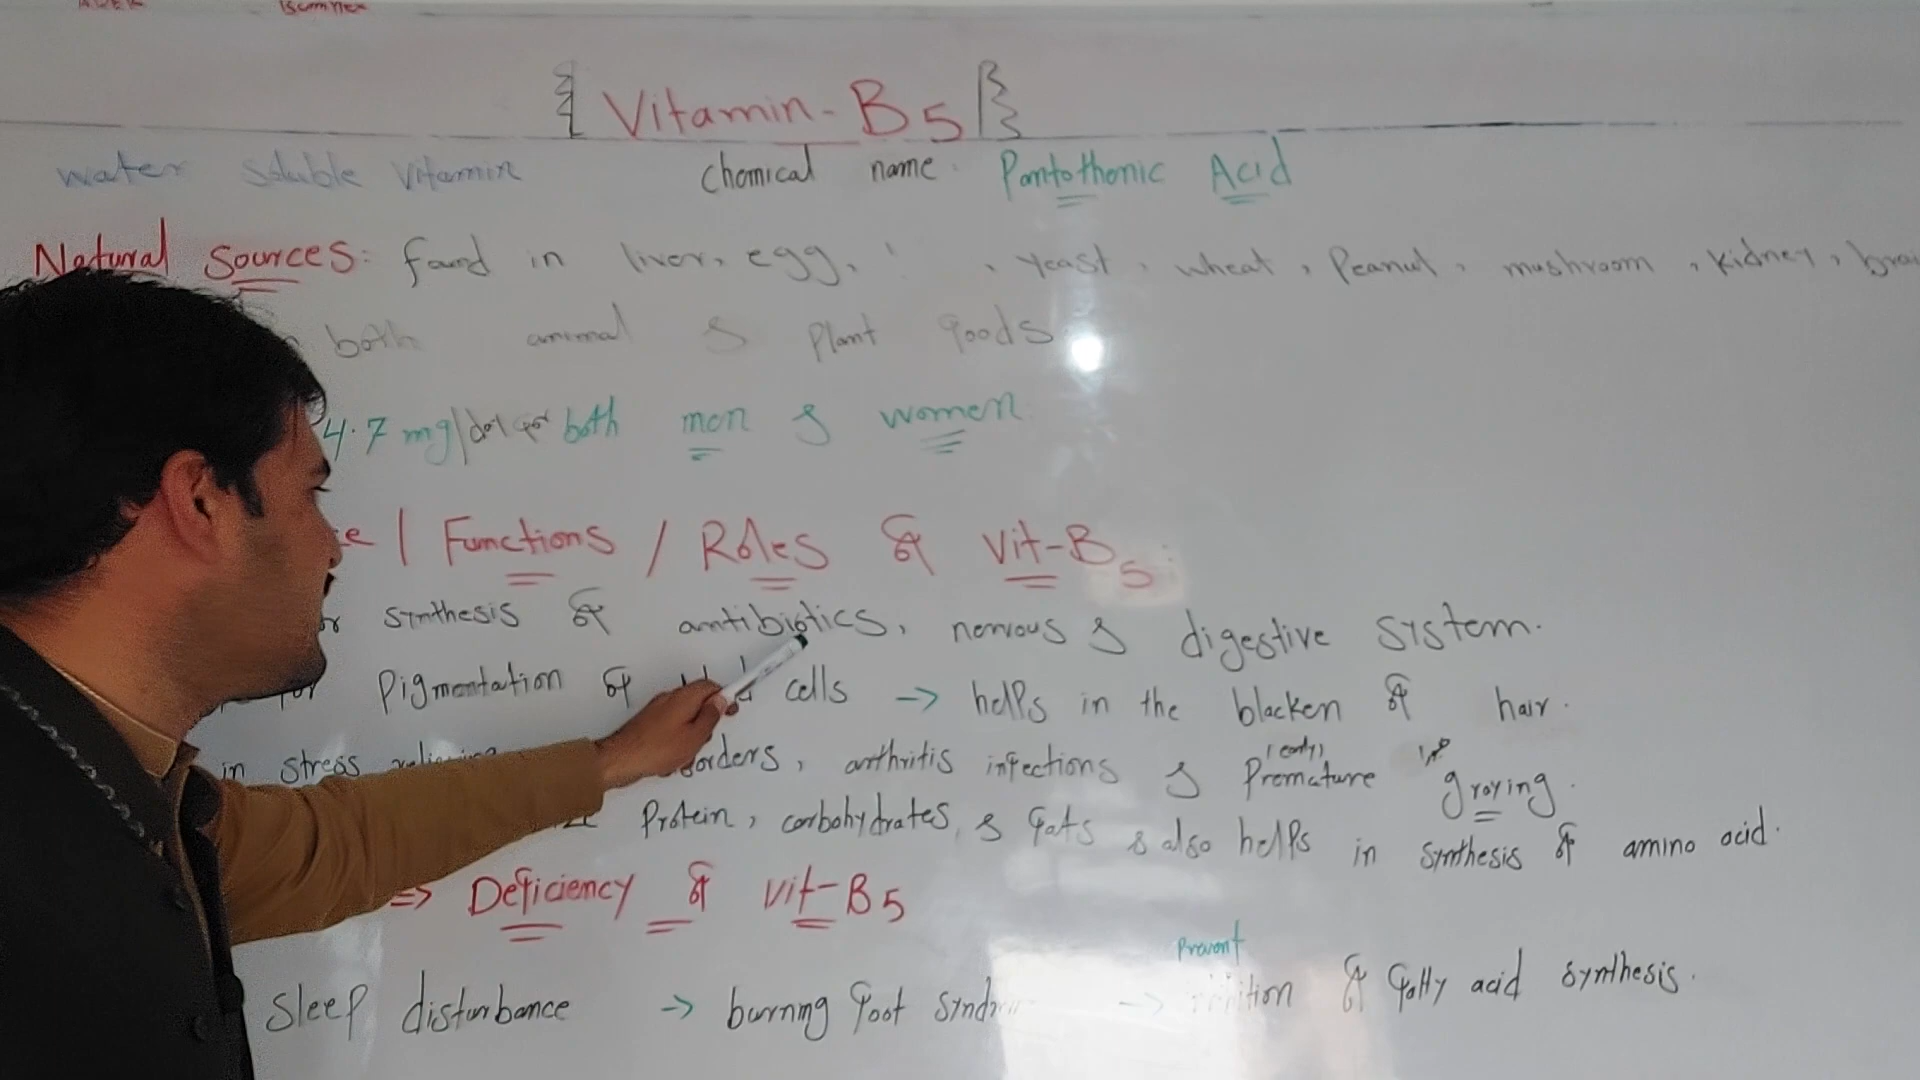 Vitamin-B5
water soluble vitamin chemical name. Pantothenic Acid
Natural Sources: found in liver, egg, , yeast, wheat, Peanut, mushroom, kidney,
both animal & Plant foods
4.7 mg/ for both men & women.
/ Functions / Roles of Vit-B5:
synthesis of antibiotics, nervous & digestive system.
for Pigmentation of cells → helps in the blacken of hair.
in stress arthritis infections & Premature (early) graying.
Protein, carbohydrates, & fats & also helps in synthesis of amino acid.
=> Deficiency of Vit-B5
Prevent
Sleep disturbance → burning foot → of fatty acid synthesis.